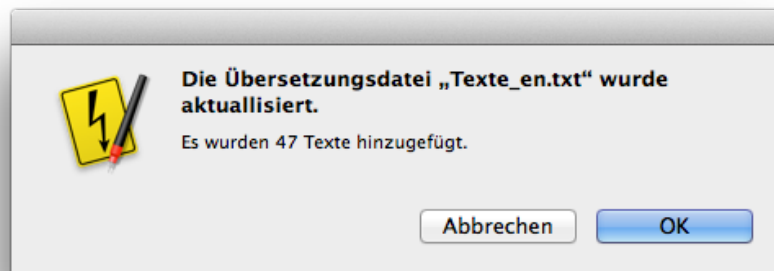 Die Übersetzungsdatei „Texte_en.txt“ wurde
aktuallisiert.
Es wurden 47 Texte hinzugefügt.
Abbrechen
OK